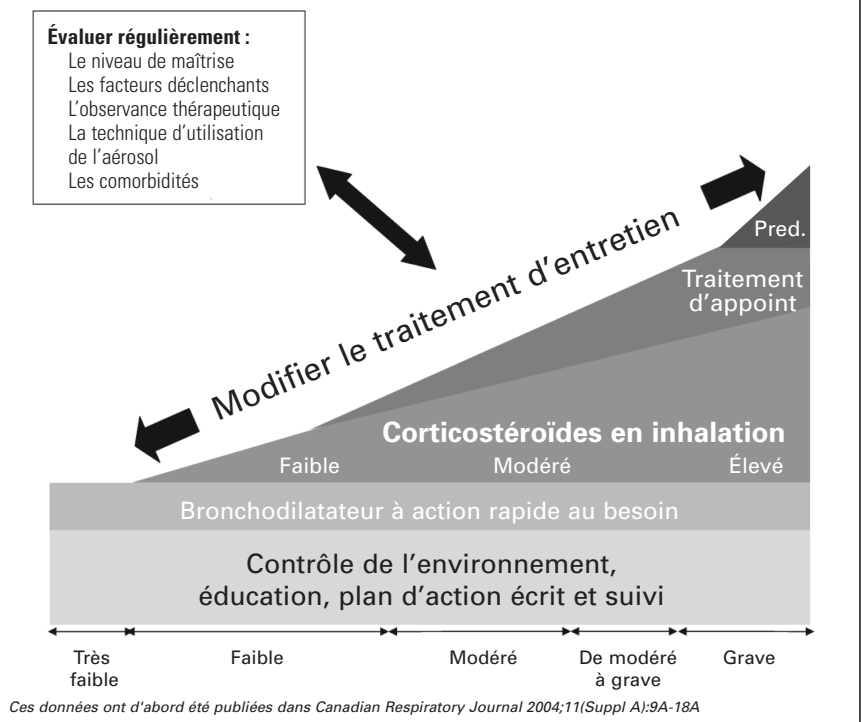 Évaluer régulièrement :
Le niveau de maîtrise
Les facteurs déclenchants
L'observance thérapeutique
La technique d'utilisation
de l'aérosol
Les comorbidités
Modifier le traitement d'entretien
Pred.
Traitement
d'appoint
Corticostéroïdes en inhalation
Faible Modéré Élevé
Bronchodilatateur à action rapide au besoin
Contrôle de l'environnement,
éducation, plan d'action écrit et suivi
Très
faible
Faible
Modéré
De modéré
à grave
Grave
Ces données ont d'abord été publiées dans Canadian Respiratory Journal 2004;11(Suppl A):9A-18A